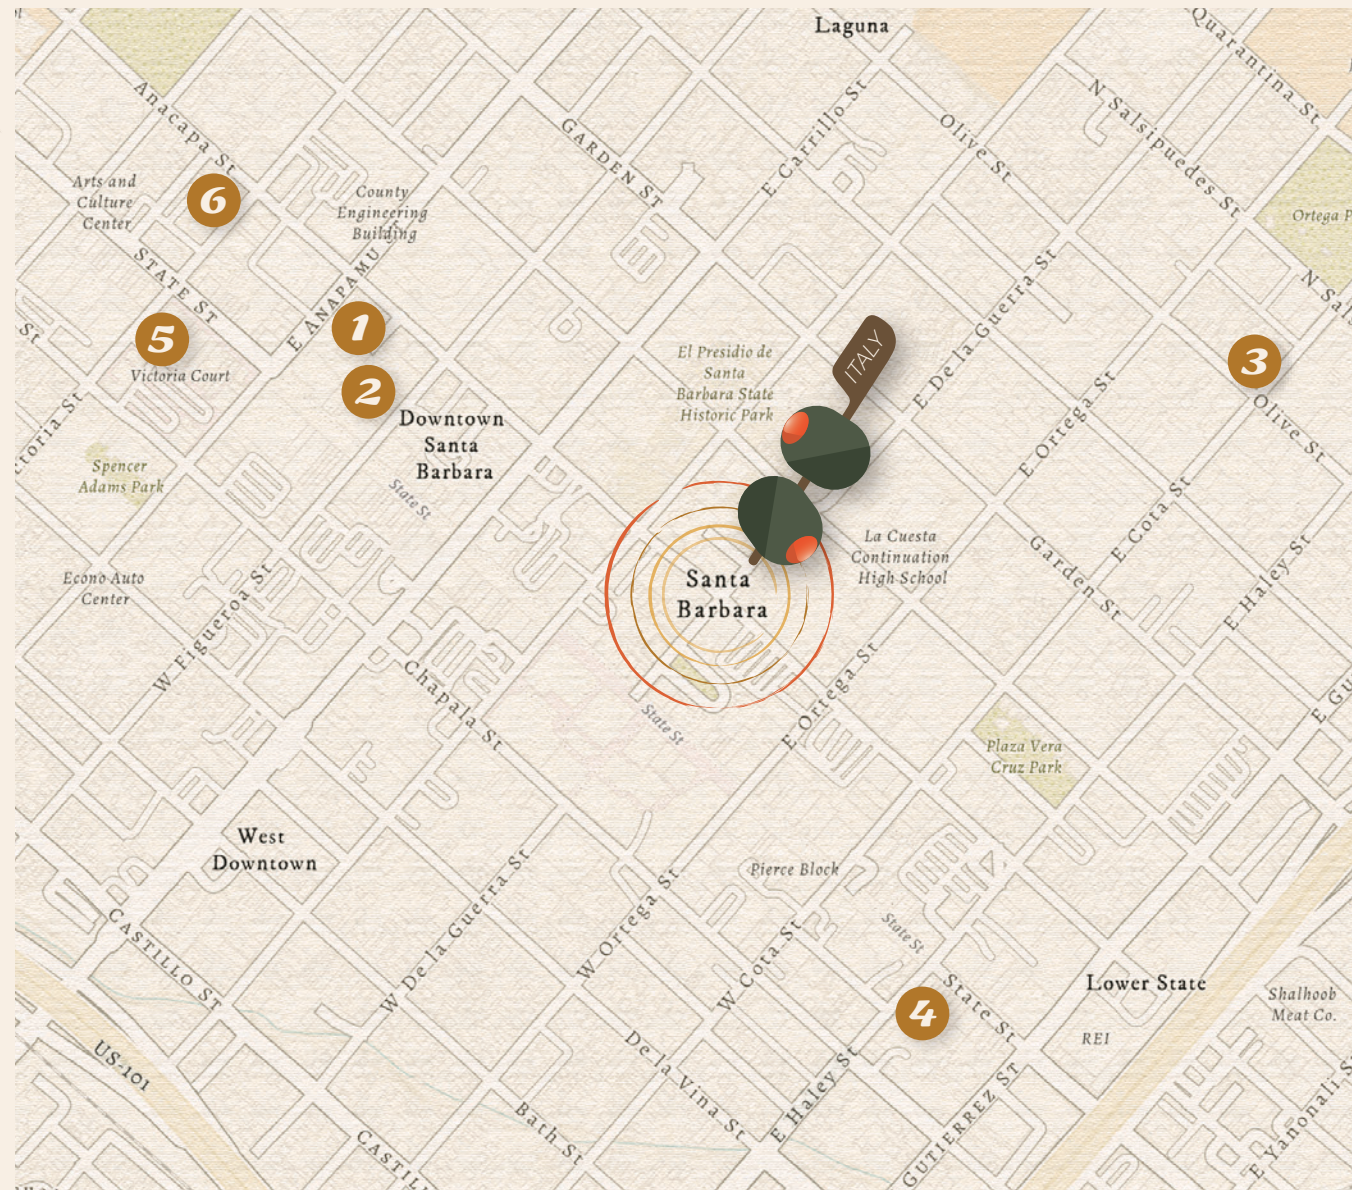 Laguna
Quarantina St
Anacapa St
N Salsipuedes St
E Carrillo St
Olive St
GARDEN ST
Arts and
Culture
Center
6
County
Engineering
Building
Ortega P
STATE ST
E ANAPAMU
E De la Guerra St
N Sals
St
1
5
Victoria Court
ITALY
3
2
El Presidio de
Santa
Barbara State
Historic Park
E Ortega St
Olive St
toria St
Downtown
Santa
Barbara
State St
Spencer
Adams Park
E Cota St
La Cuesta
Continuation
High School
Garden St
E Haley St
Econo Auto
Center
W Figueroa St
Santa
Barbara
Chapala St
State St
E Ortega St
E Gu
Plaza Vera
Cruz Park
West
Downtown
W De la Guerra St
W Ortega St
Pierce Block
W Cota St
State St
CASTILLO ST
Lower State
State St
4
Shalhoob
Meat Co.
REI
US-101
De la Vina St
E Haley St
GUTIERREZ ST
E Yanonali S
Bath St
CASTILL